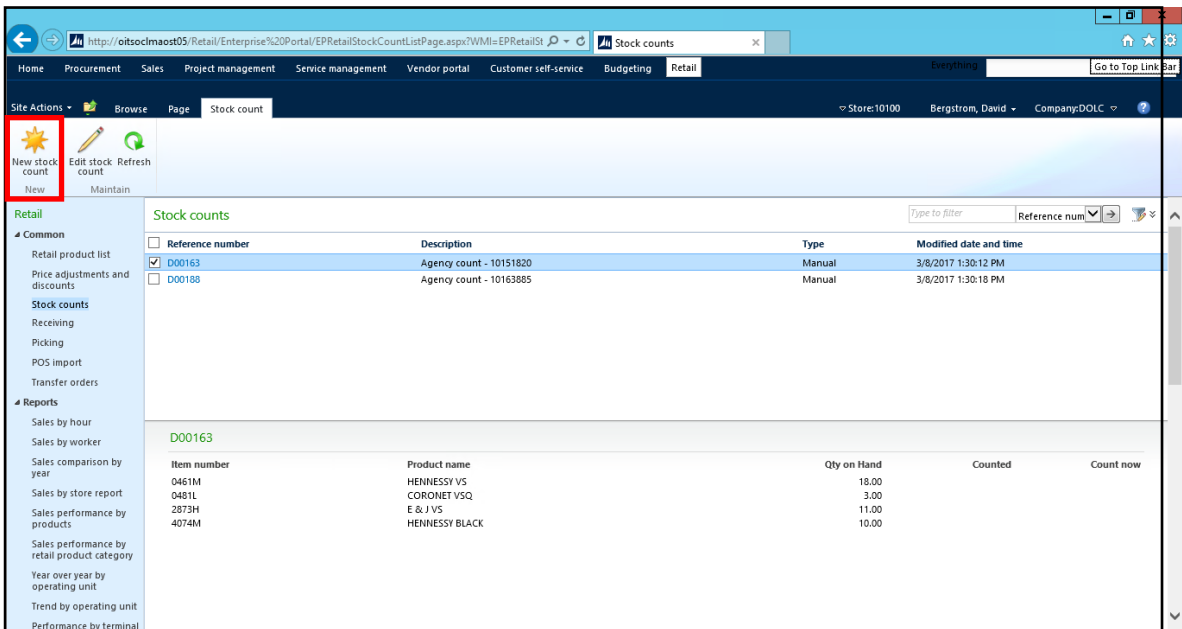 http://oitsoclmaost05/Retail/Enterprise%20Portal/EPRetailStockCountListPage.aspx?WMI=EPRetailSt
Stock counts
Home Procurement Sales Project management Service management Vendor portal Customer self-service Budgeting Retail Everything Go to Top Link Bar
Site Actions Browse Page Stock count Store:10100 Bergstrom, David Company:DOLC
New stock count
Edit stock count
Refresh
New Maintain
Retail
Common
Retail product list
Price adjustments and
discounts
Stock counts
Receiving
Picking
POS import
Transfer orders
Reports
Sales by hour
Sales by worker
Sales comparison by
year
Sales by store report
Sales performance by
products
Sales performance by
retail product category
Year over year by
operating unit
Trend by operating unit
Performance by terminal
Stock counts
Type to filter Reference num
Reference number Description Type Modified date and time
D00163 Agency count - 10151820 Manual 3/8/2017 1:30:12 PM
D00188 Agency count - 10163885 Manual 3/8/2017 1:30:18 PM
D00163
Item number Product name Qty on Hand Counted Count now
0461M HENNESSY VS 18.00
0481L CORONET VSQ 3.00
2873H E & J VS 11.00
4074M HENNESSY BLACK 10.00